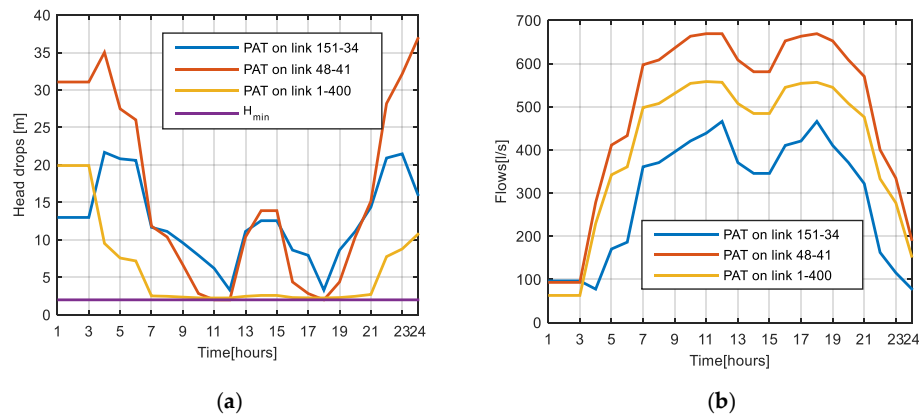 40
35
30
25
20
15
10
5
0
Head drops [m]
PAT on link 151-34
PAT on link 48-41
PAT on link 1-400
H_min
1 3 5 7 9 11 13 15 17 19 21 2324
Time[hours]
(a)
700
600
500
400
300
200
100
0
Flows[l/s]
PAT on link 151-34
PAT on link 48-41
PAT on link 1-400
1 3 5 7 9 11 13 15 17 19 21 2324
Time[hours]
(b)